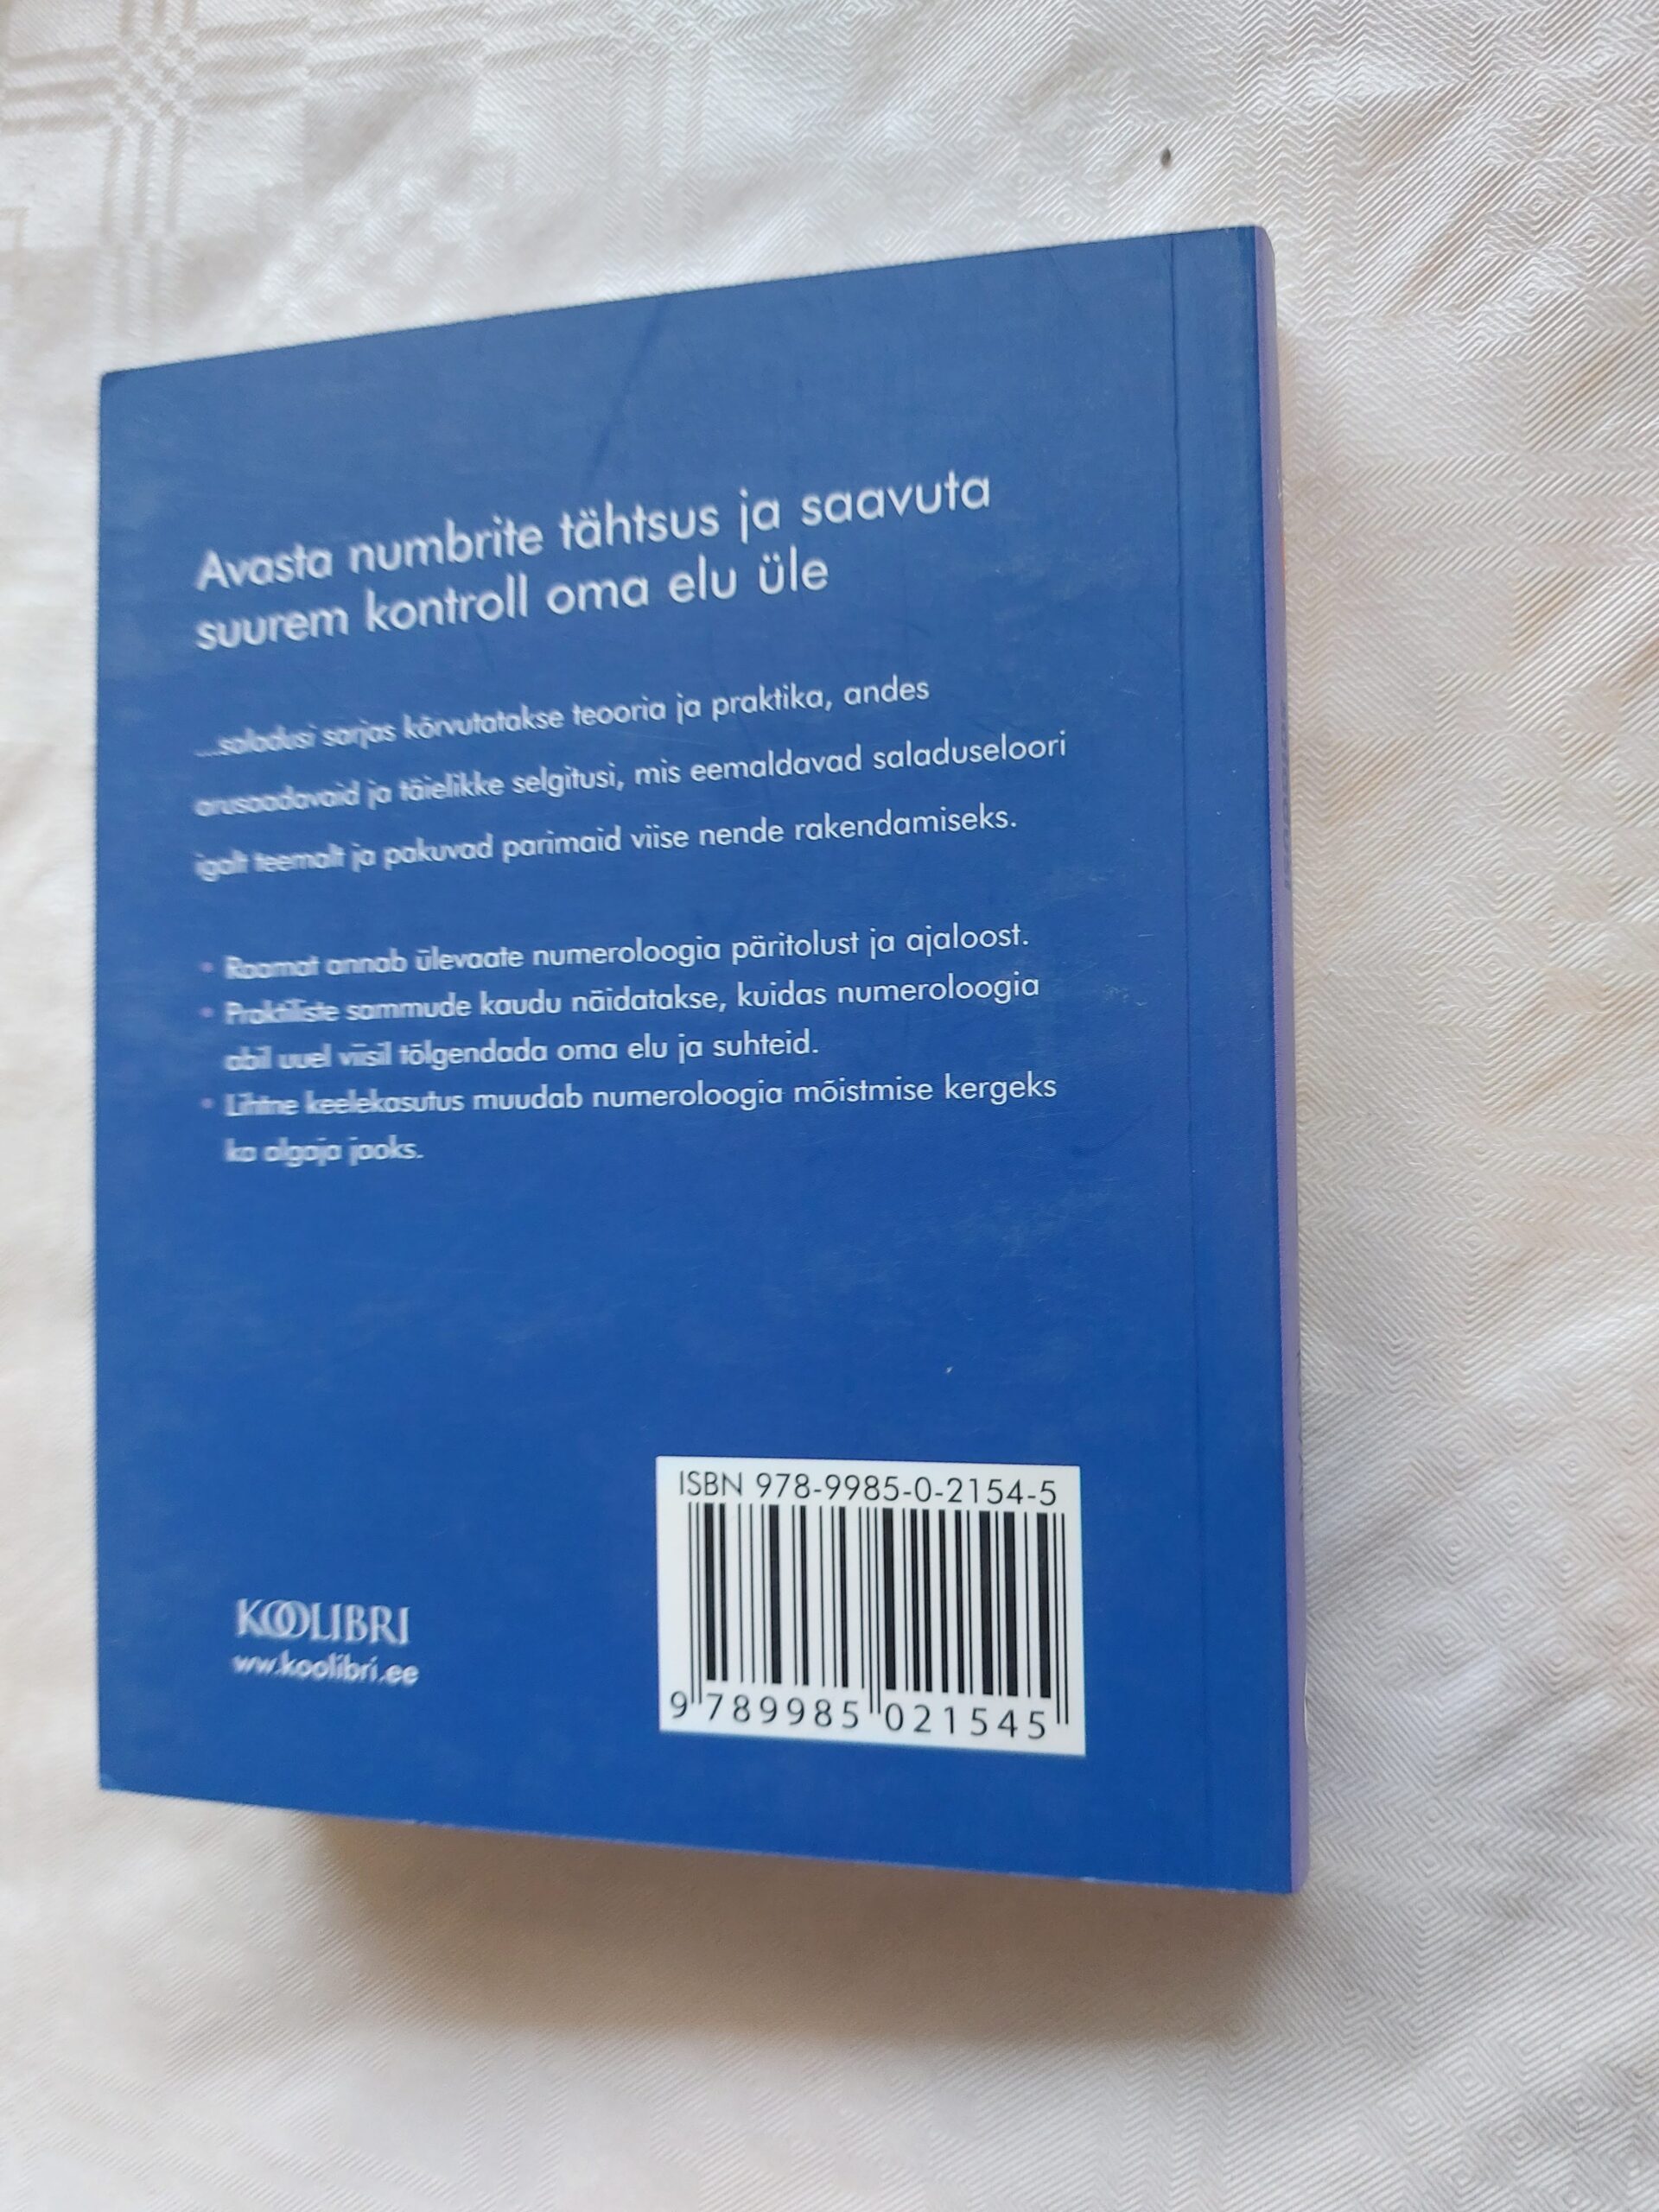 Avasta numbrite tähtsus ja saavuta
suurem kontroll oma elu üle
...saladusi sarjas kõrvutatakse teooria ja praktika, andes
arusaadavaid ja täielikke selgitusi, mis eemaldavad saladuseloori
igalt teemalt ja pakuvad parimaid viise nende rakendamiseks.
• Raamat annab ülevaate numeroloogia päritolust ja ajaloost.
• Praktiliste sammude kaudu näidatakse, kuidas numeroloogia
abil uuel viisil tõlgendada oma elu ja suhteid.
• Lihtne keelekasutus muudab numeroloogia mõistmise kergeks
ka algaja jaoks.
ISBN 978-9985-0-2154-5
9 789985 021545
KOOLIBRI
ww.koolibri.ee